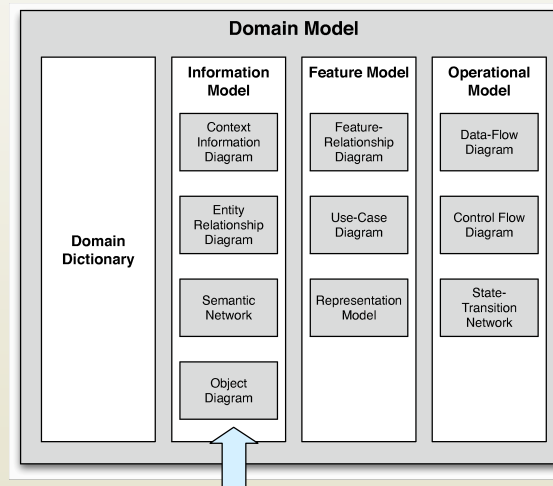 Domain Model
Domain
Dictionary
Information
Model
Context
Information
Diagram
Entity
Relationship
Diagram
Semantic
Network
Object
Diagram
Feature Model
Feature-
Relationship
Diagram
Use-Case
Diagram
Representation
Model
Operational
Model
Data-Flow
Diagram
Control Flow
Diagram
State-
Transition
Network